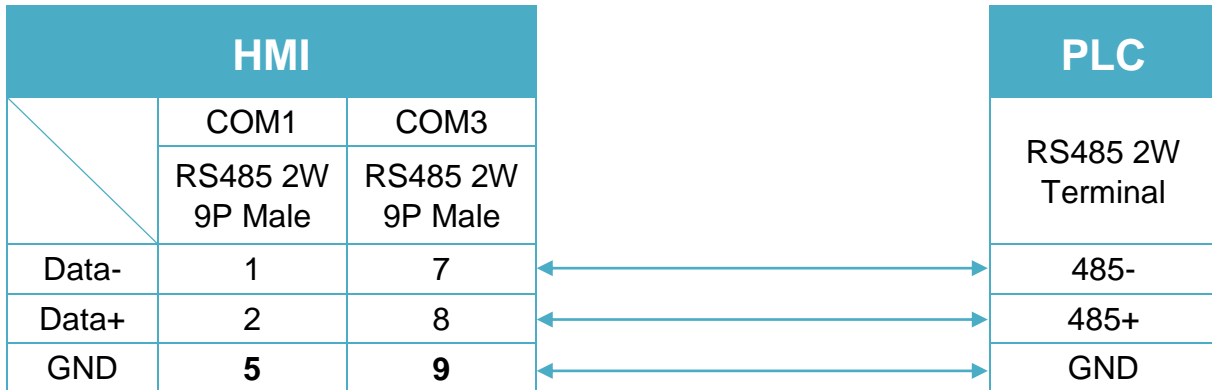 HMI PLC
COM1 COM3
RS485 2W
9P Male
RS485 2W
9P Male
RS485 2W
Terminal
Data- 1 7 485-
Data+ 2 8 485+
GND 5 9 GND